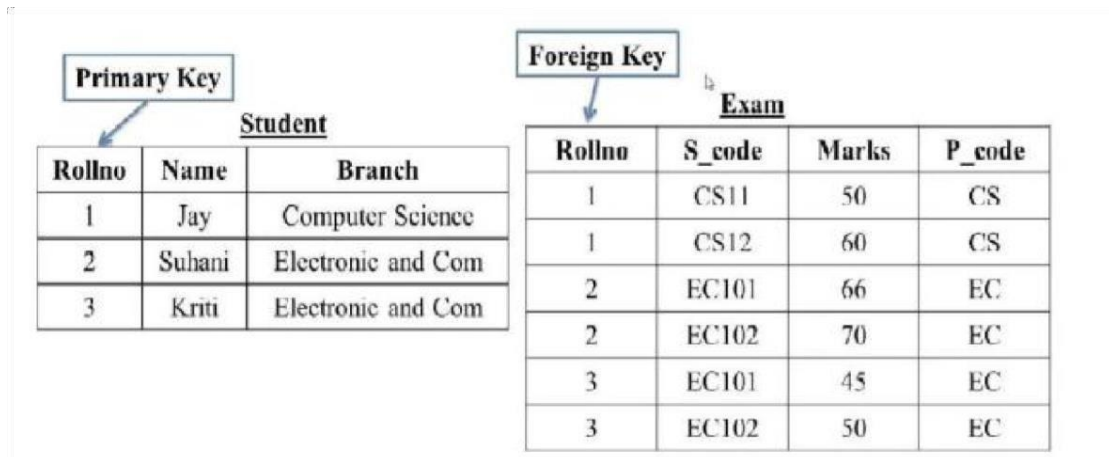 Primary Key
Student
Rollno Name Branch
1 Jay Computer Science
2 Suhani Electronic and Com
3 Kriti Electronic and Com
Foreign Key
Exam
Rollno S_code Marks P_code
1 CS11 50 CS
1 CS12 60 CS
2 EC101 66 EC
2 EC102 70 EC
3 EC101 45 EC
3 EC102 50 EC